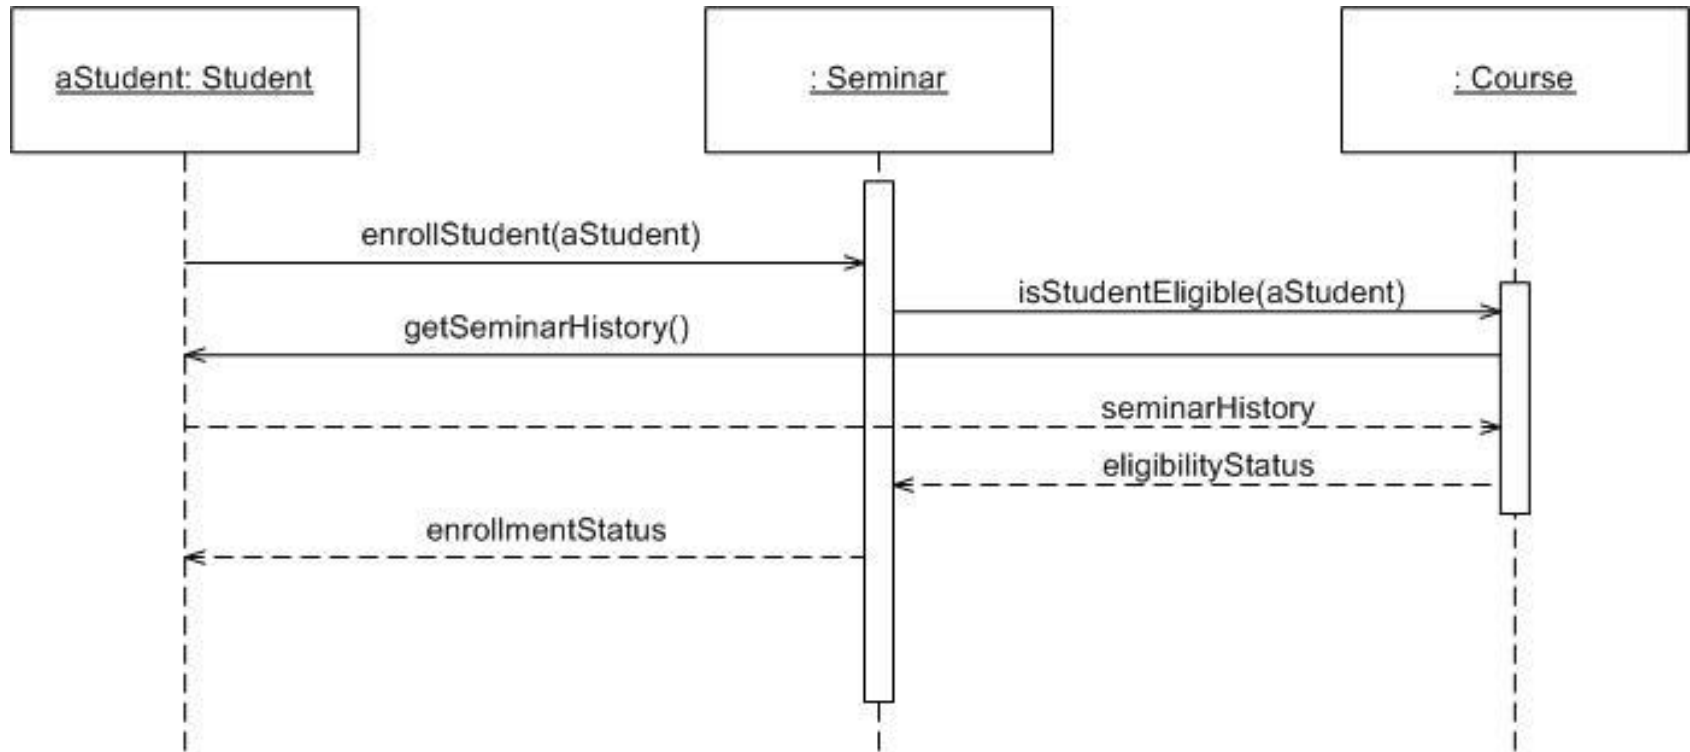 aStudent: Student
: Seminar
: Course
enrollStudent(aStudent)
isStudentEligible(aStudent)
getSeminarHistory()
seminarHistory
eligibilityStatus
enrollmentStatus